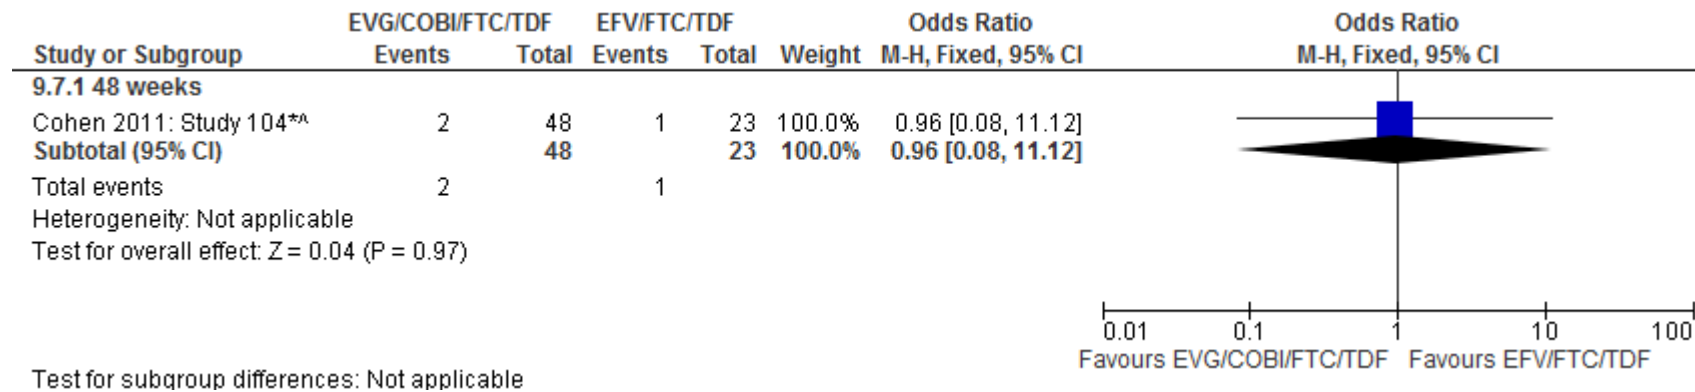 EVG/COBI/FTC/TDF EFV/FTC/TDF Odds Ratio Odds Ratio
Study or Subgroup Events Total Events Total Weight M-H, Fixed, 95% CI M-H, Fixed, 95% CI
9.7.1 48 weeks
Cohen 2011: Study 104*^ 2 48 1 23 100.0% 0.96 [0.08, 11.12]
Subtotal (95% CI) 48 23 100.0% 0.96 [0.08, 11.12]
Total events 2 1
Heterogeneity: Not applicable
Test for overall effect: Z = 0.04 (P = 0.97)
0.01 0.1 1 10 100
Favours EVG/COBI/FTC/TDF Favours EFV/FTC/TDF
Test for subgroup differences: Not applicable